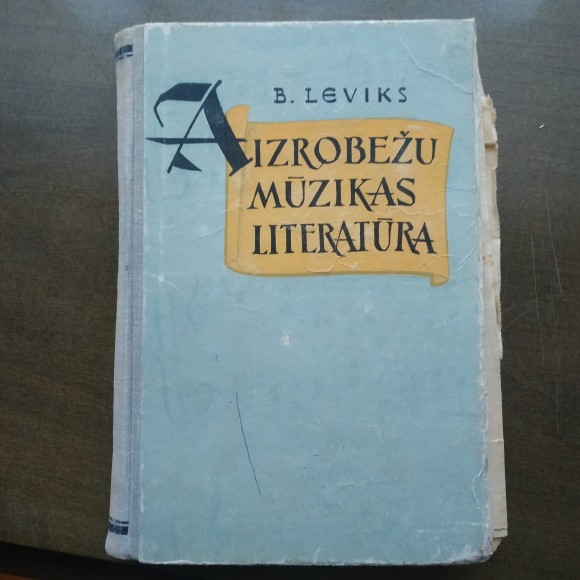 B. LEVIKS
AIZROBEŽU
MŪZIKAS
LITERATŪRA